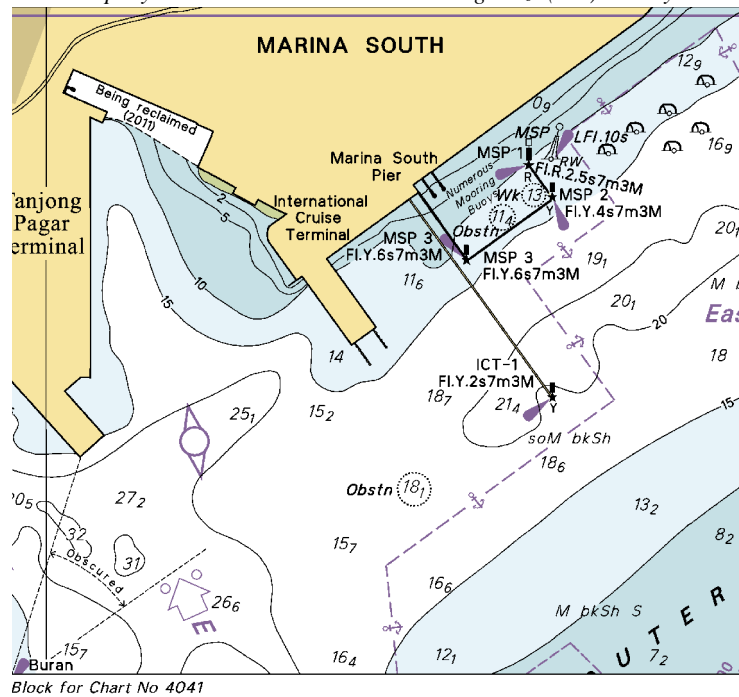 MARINA SOUTH
Being reclaimed
(2011)
12₉
0₉
MSP
LFl.10s
16₉
MSP 1
RW
Fl.R.2.5s7m3M
R
Marina South
Pier
Numerous
Mooring
Buoys
Wk
13
MSP 2
Fl.Y.4s7m3M
Y
2
5
International
Cruise
Terminal
11₄
Obstn
Tanjong
Pagar
Terminal
MSP 3
Fl.Y.6s7m3M
MSP 3
Fl.Y.6s7m3M
19₁
20₁
10
15
11₆
20₁
20
Eas
14
18
ICT-1
Fl.Y.2s7m3M
Y
18₇
21₄
15
25₁
15₂
soM bkSh
18₆
Obstn
18₁
27₂
32
31
13₂
8₂
15₇
Obscured
16₆
26₆
E
M bkSh S
UTER
15₇
Buran
16₄
12₁
7₂
Block for Chart No 4041